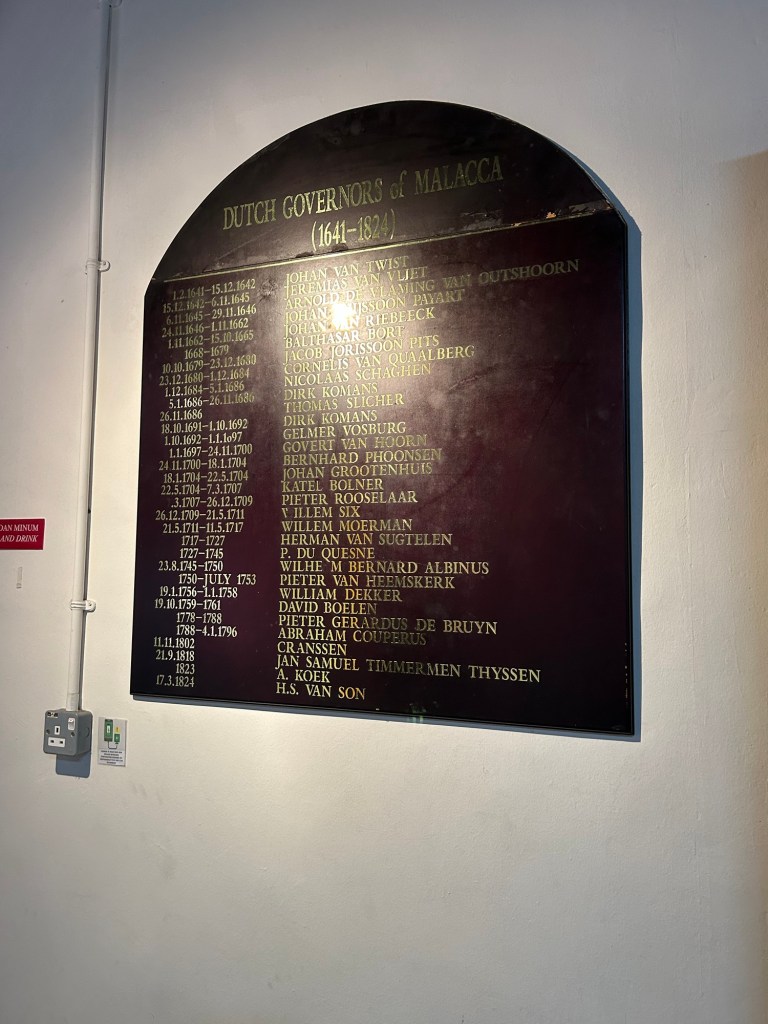 DUTCH GOVERNORS of MALACCA
(1641-1824)
1.2.1641-15.12.1642 JOHAN VAN TWIST
15.12.1642-6.11.1645 JEREMIAS VAN VLIET
6.11.1645-29.11.1646 ARNOLD DE VLAMING VAN OUTSHOORN
24.11.1646-1.11.1662 JOHAN JORISSOON PAYART
1.11.1662-15.10.1665 JOHAN VAN RIEBEECK
1668-1679 BALTHASAR BORT
10.10.1679-23.12.1680 JACOB JORISSOON PITS
23.12.1680-1.12.1684 CORNELIS VAN QUAALBERG
1.12.1684-5.1.1686 NICOLAAS SCHAGHEN
5.1.1686-26.11.1686 DIRK KOMANS
26.11.1686 THOMAS SLICHER
18.10.1691-1.10.1692 DIRK KOMANS
1.10.1692-1.1.1697 GELMER VOSBURG
1.1.1697-24.11.1700 GOVERT VAN HOORN
24.11.1700-18.1.1704 BERNHARD PHOONSEN
18.1.1704-22.5.1704 JOHAN GROOTENHUIS
22.5.1704-7.3.1707 KATEL BOLNER
.3.1707-26.12.1709 PIETER ROOSELAAR
26.12.1709-21.5.1711 ILLEM SIX
21.5.1711-11.5.1717 WILLEM MOERMAN
1717-1727 HERMAN VAN SUGTELEN
1727-1745 P. DU QUESNE
23.8.1745-1750 WILHE M BERNARD ALBINUS
1750-JULY 1753 PIETER VAN HEEMSKERK
19.1.1756-1.1.1758 WILLIAM DEKKER
19.10.1759-1761 DAVID BOELEN
1778-1788 PIETER GERARDUS DE BRUYN
1788-4.1.1796 ABRAHAM COUPERUS
11.11.1802 CRANSSEN
21.9.1818 JAN SAMUEL TIMMERMEN THYSSEN
1823 A. KOEK
17.3.1824 H.S. VAN SON
DAN MINUM
AND DRINK